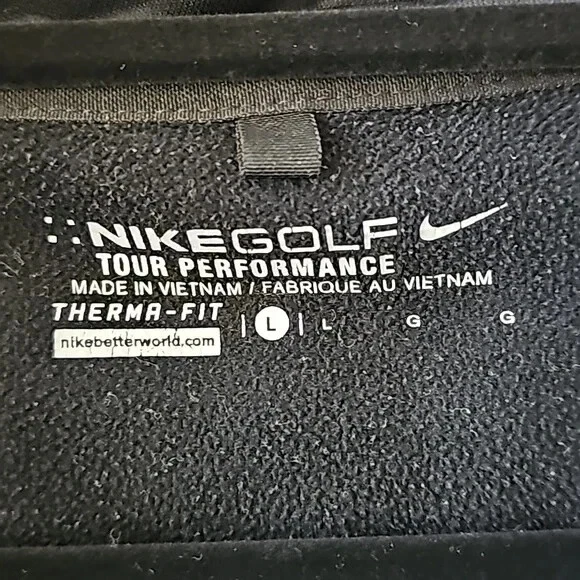 NIKEGOLF
TOUR PERFORMANCE
MADE IN VIETNAM / FABRIQUE AU VIETNAM
THERMA-FIT | L | L G G
nikebetterworld.com